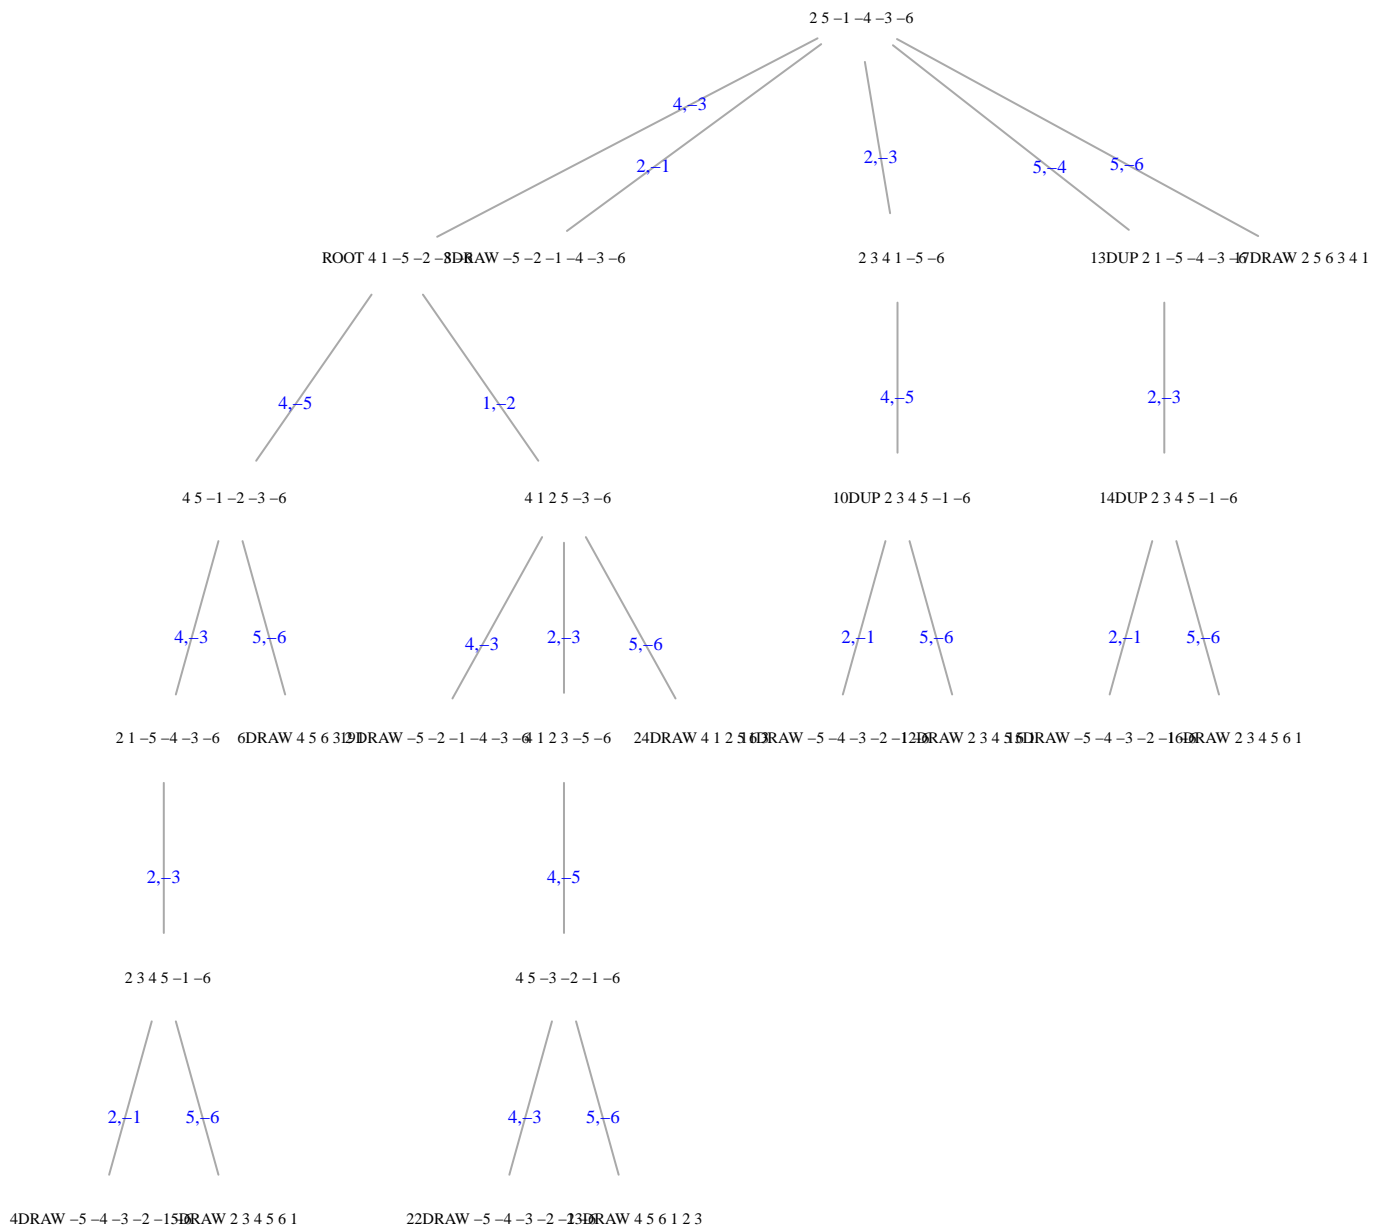 2 5 –1 –4 –3 –6
4,–3
2,–1
2,–3
5,–4
5,–6
ROOT 4 1 –5 –2 –3 –6
8DRAW –5 –2 –1 –4 –3 –6
2 3 4 1 –5 –6
13DUP 2 1 –5 –4 –3 –6
17DRAW 2 5 6 3 4 1
4,–5
1,–2
4,–5
2,–3
4 5 –1 –2 –3 –6
4 1 2 5 –3 –6
10DUP 2 3 4 5 –1 –6
14DUP 2 3 4 5 –1 –6
4,–3
5,–6
4,–3
2,–3
5,–6
2,–1
5,–6
2,–1
5,–6
2 1 –5 –4 –3 –6
6DRAW 4 5 6 3 2 1
19DRAW –5 –2 –1 –4 –3 –6
4 1 2 3 –5 –6
24DRAW 4 1 2 5 6 3
11DRAW –5 –4 –3 –2 –1 –6
12DRAW 2 3 4 5 6 1
15DRAW –5 –4 –3 –2 –1 –6
16DRAW 2 3 4 5 6 1
2,–3
4,–5
2 3 4 5 –1 –6
4 5 –3 –2 –1 –6
2,–1
5,–6
4,–3
5,–6
4DRAW –5 –4 –3 –2 –1 –6
5DRAW 2 3 4 5 6 1
22DRAW –5 –4 –3 –2 –1 –6
23DRAW 4 5 6 1 2 3